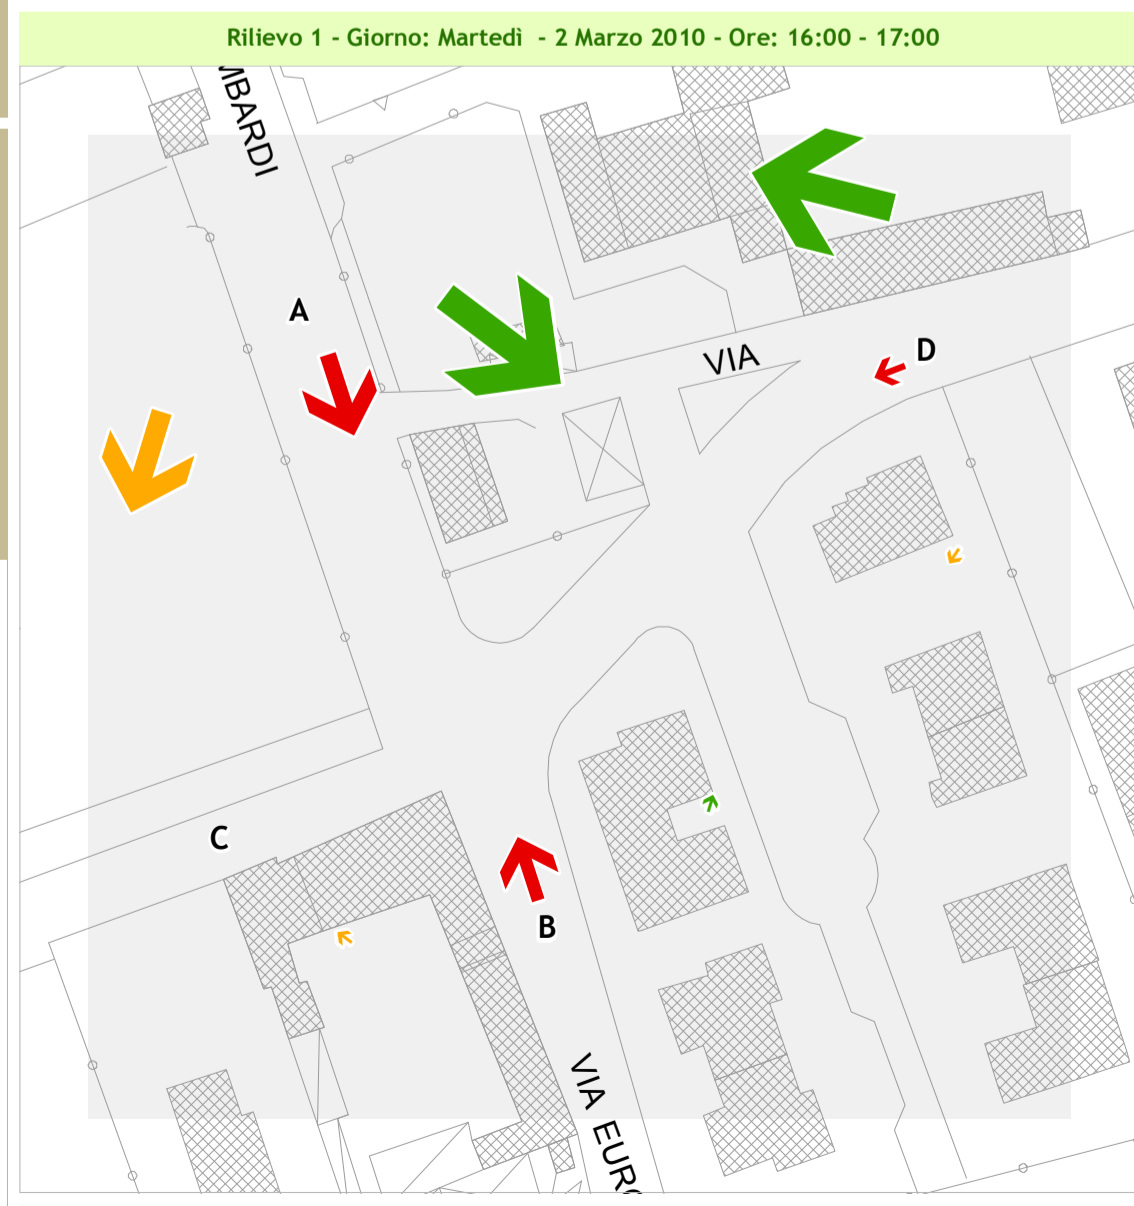 Rilievo 1 - Giorno: Martedì - 2 Marzo 2010 - Ore: 16:00 - 17:00
MBARDI
A
VIA
D
C
B
VIA EURO